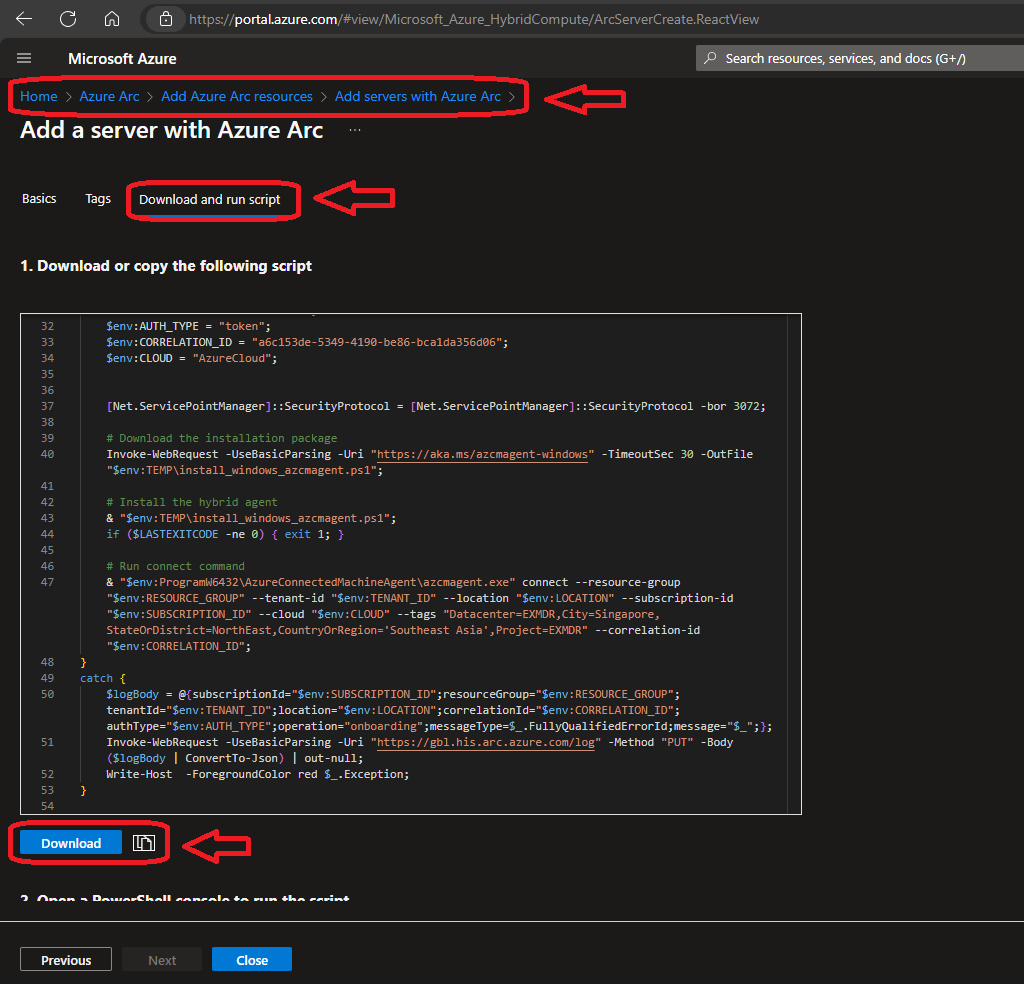 https://portal.azure.com/#view/Microsoft_Azure_HybridCompute/ArcServerCreate.ReactView
Microsoft Azure
Search resources, services, and docs (G+/)
Home > Azure Arc > Add Azure Arc resources > Add servers with Azure Arc >
Add a server with Azure Arc ...
Basics Tags Download and run script
1. Download or copy the following script
32 $env:AUTH_TYPE = "token";
33 $env:CORRELATION_ID = "a6c153de-5349-4190-be86-bca1da356d06";
34 $env:CLOUD = "AzureCloud";
35
36
37 [Net.ServicePointManager]::SecurityProtocol = [Net.ServicePointManager]::SecurityProtocol -bor 3072;
38
39 # Download the installation package
40 Invoke-WebRequest -UseBasicParsing -Uri "https://aka.ms/azcmagent-windows" -TimeoutSec 30 -OutFile
"$env:TEMP\install_windows_azcmagent.ps1";
41
42 # Install the hybrid agent
43 & "$env:TEMP\install_windows_azcmagent.ps1";
44 if ($LASTEXITCODE -ne 0) { exit 1; }
45
46 # Run connect command
47 & "$env:ProgramW6432\AzureConnectedMachineAgent\azcmagent.exe" connect --resource-group
"$env:RESOURCE_GROUP" --tenant-id "$env:TENANT_ID" --location "$env:LOCATION" --subscription-id
"$env:SUBSCRIPTION_ID" --cloud "$env:CLOUD" --tags "Datacenter=EXMDR,City=Singapore,
StateOrDistrict=NorthEast,CountryOrRegion='Southeast Asia',Project=EXMDR" --correlation-id
"$env:CORRELATION_ID";
48 }
49 catch {
50 $logBody = @{subscriptionId="$env:SUBSCRIPTION_ID";resourceGroup="$env:RESOURCE_GROUP";
tenantId="$env:TENANT_ID";location="$env:LOCATION";correlationId="$env:CORRELATION_ID";
authType="$env:AUTH_TYPE";operation="onboarding";messageType=$_.FullyQualifiedErrorId;message="$_";};
51 Invoke-WebRequest -UseBasicParsing -Uri "https://gbl.his.arc.azure.com/log" -Method "PUT" -Body
($logBody | ConvertTo-Json) | out-null;
52 Write-Host  -ForegroundColor red $_.Exception;
53 }
54
Download
2. Open a PowerShell console to run the script
Previous Next Close